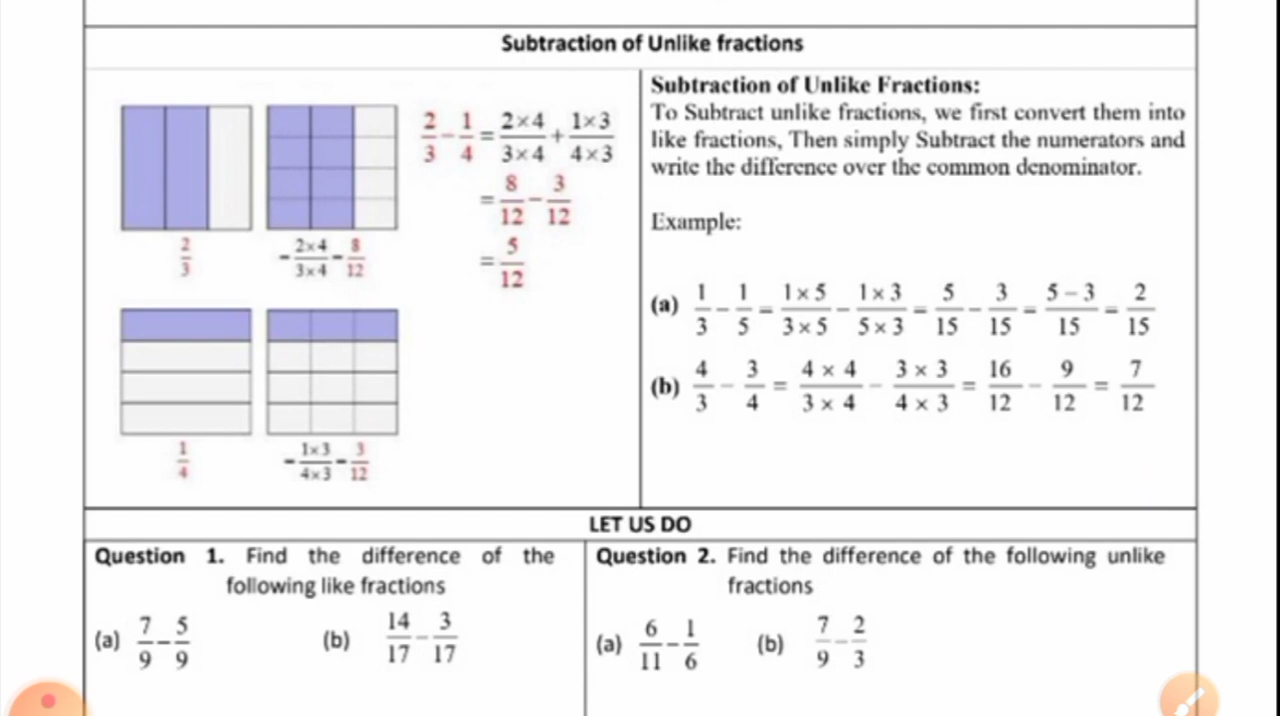 Subtraction of Unlike fractions
2/3 - 1/4 = 2×4/3×4 + 1×3/4×3
= 8/12 - 3/12
= 5/12
2/3
- 2×4/3×4 - 8/12
1/4
- 1×3/4×3 - 3/12
Subtraction of Unlike Fractions:
To Subtract unlike fractions, we first convert them into
like fractions, Then simply Subtract the numerators and
write the difference over the common denominator.
Example:
(a) 1/3 - 1/5 = 1 × 5/3 × 5 - 1 × 3/5 × 3 = 5/15 - 3/15 = 5 - 3/15 = 2/15
(b) 4/3 - 3/4 = 4 × 4/3 × 4 - 3 × 3/4 × 3 = 16/12 - 9/12 = 7/12
LET US DO
Question 1. Find the difference of the
following like fractions
(a) 7/9 - 5/9 (b) 14/17 - 3/17
Question 2. Find the difference of the following unlike
fractions
(a) 6/11 - 1/6 (b) 7/9 - 2/3